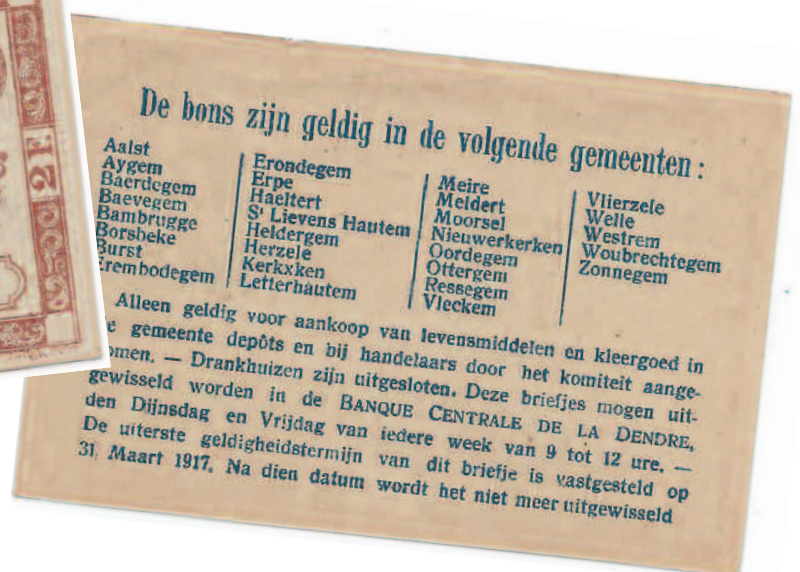 2F
De bons zijn geldig in de volgende gemeenten :
Aalst
Aygem
Baerdegem
Baevegem
Bambrugge
Borsbeke
Burst
Erembodegem
Erondegem
Erpe
Haeltert
St Lievens Hautem
Heldergem
Herzele
Kerkxken
Letterhautem
Meire
Meldert
Moorsel
Nieuwerkerken
Oordegem
Ottergem
Ressegem
Vleckem
Vlierzele
Welle
Westrem
Woubrechtegem
Zonnegem
Alleen geldig voor aankoop van levensmiddelen en kleergoed in
gemeente depôts en bij handelaars door het komiteit aange-
nomen. — Drankhuizen zijn uitgesloten. Deze briefjes mogen uit-
gewisseld worden in de BANQUE CENTRALE DE LA DENDRE,
den Dijnsdag en Vrijdag van iedere week van 9 tot 12 ure. —
De uiterste geldigheidstermijn van dit briefje is vastgesteld op
31, Maart 1917. Na dien datum wordt het niet meer uitgewisseld